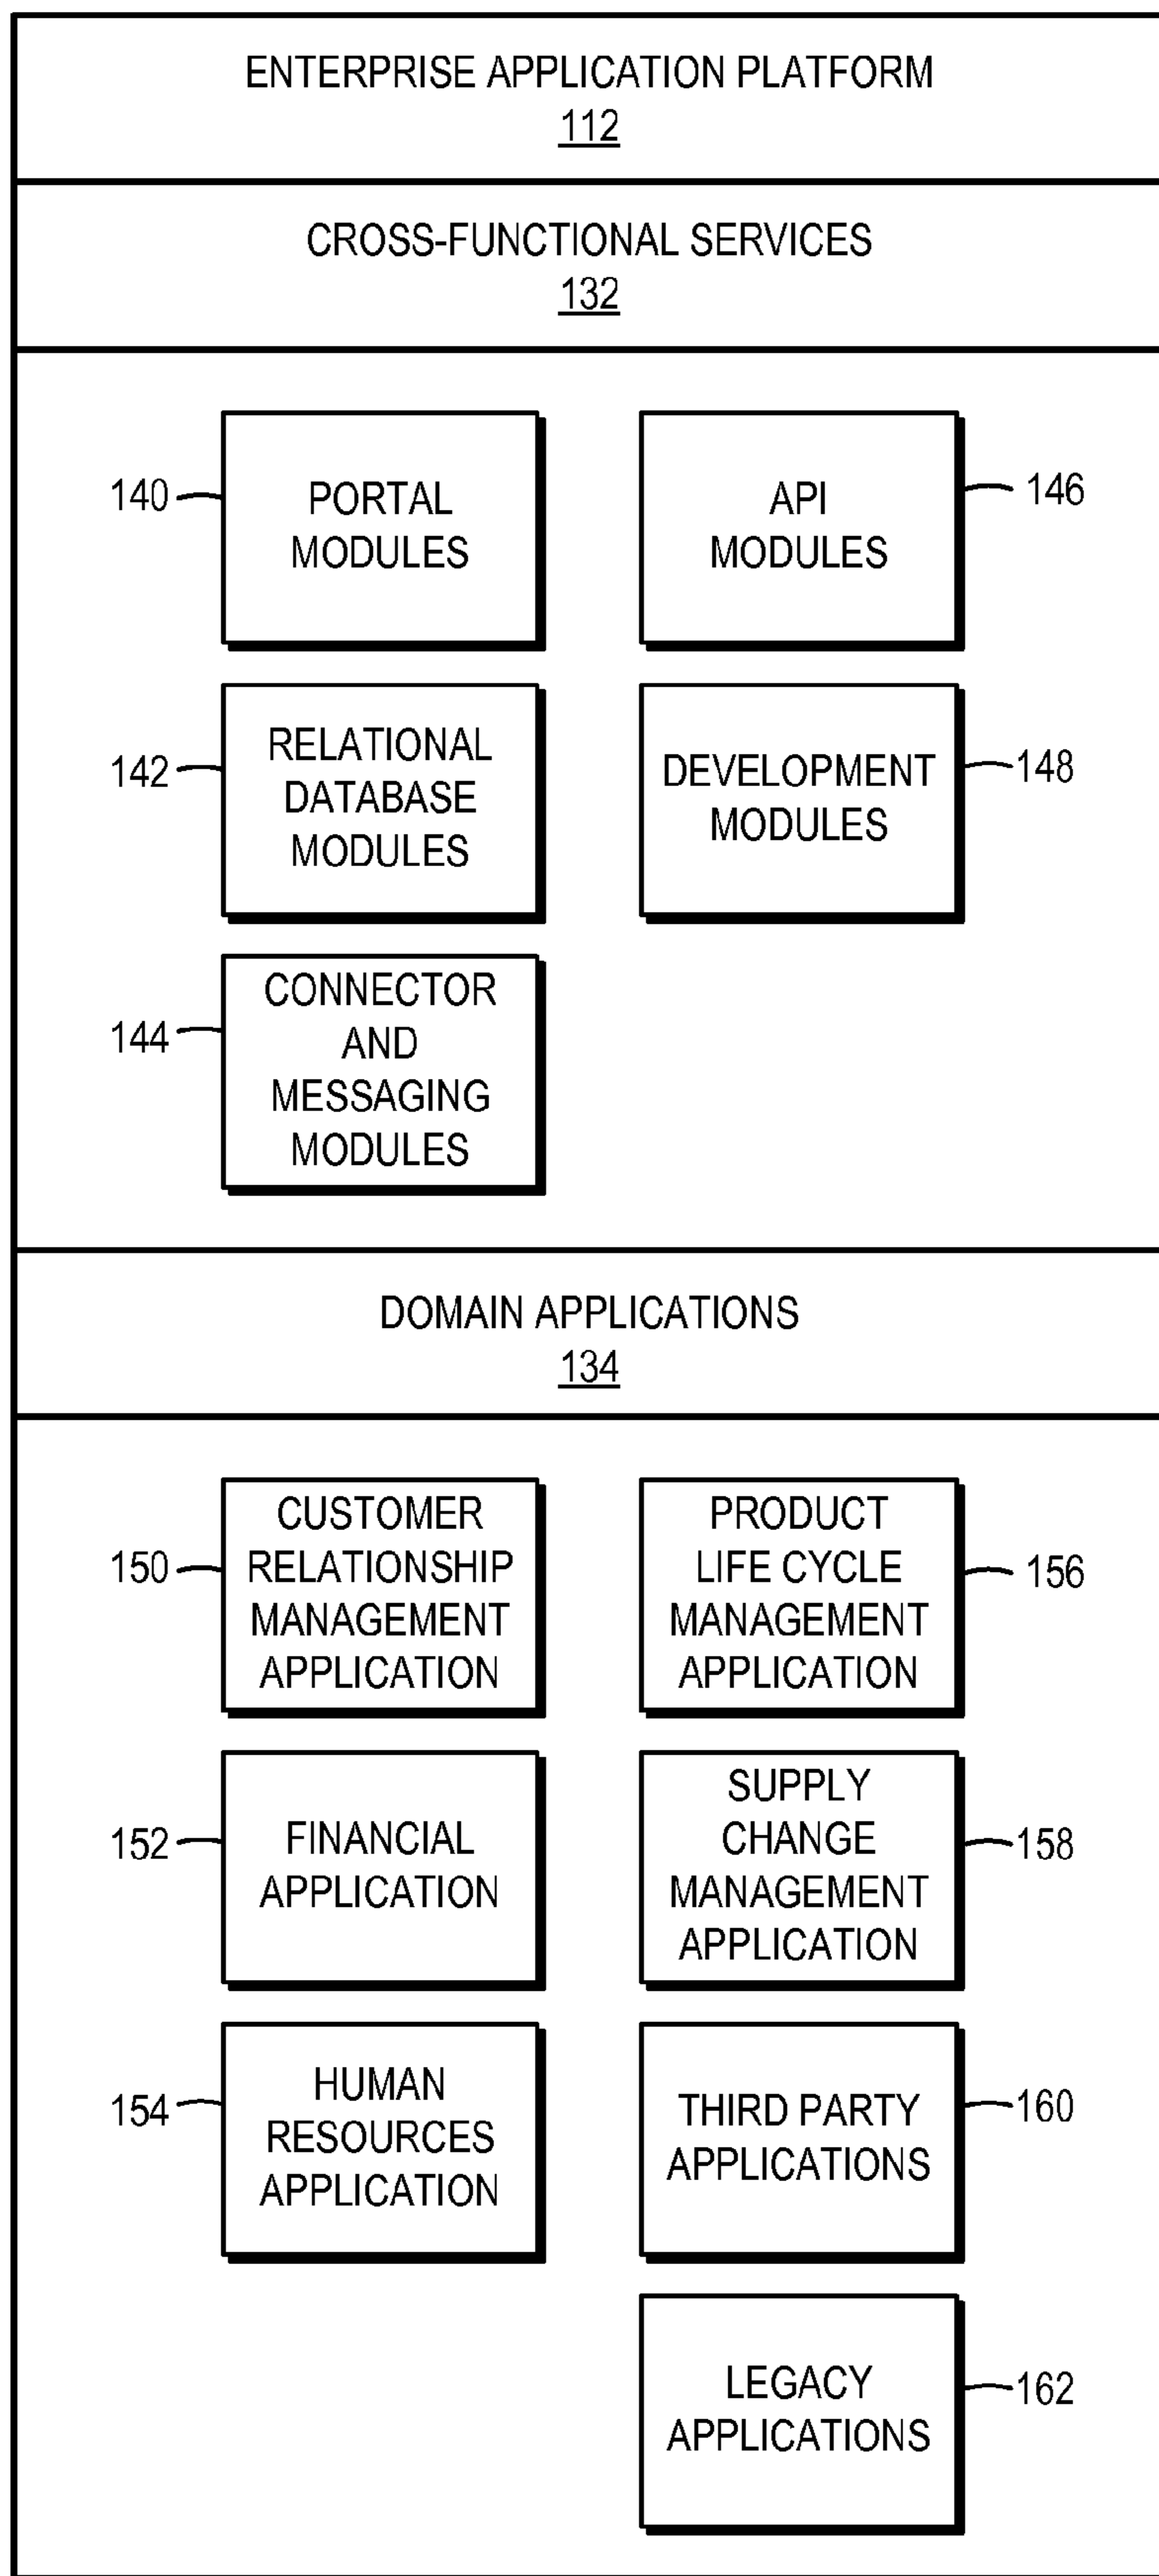 ENTERPRISE APPLICATION PLATFORM
112
CROSS-FUNCTIONAL SERVICES
132
140
PORTAL
MODULES
API
MODULES
146
142
RELATIONAL
DATABASE
MODULES
DEVELOPMENT
MODULES
148
144
CONNECTOR
AND
MESSAGING
MODULES
DOMAIN APPLICATIONS
134
150
CUSTOMER
RELATIONSHIP
MANAGEMENT
APPLICATION
PRODUCT
LIFE CYCLE
MANAGEMENT
APPLICATION
156
152
FINANCIAL
APPLICATION
SUPPLY
CHANGE
MANAGEMENT
APPLICATION
158
154
HUMAN
RESOURCES
APPLICATION
THIRD PARTY
APPLICATIONS
160
LEGACY
APPLICATIONS
162